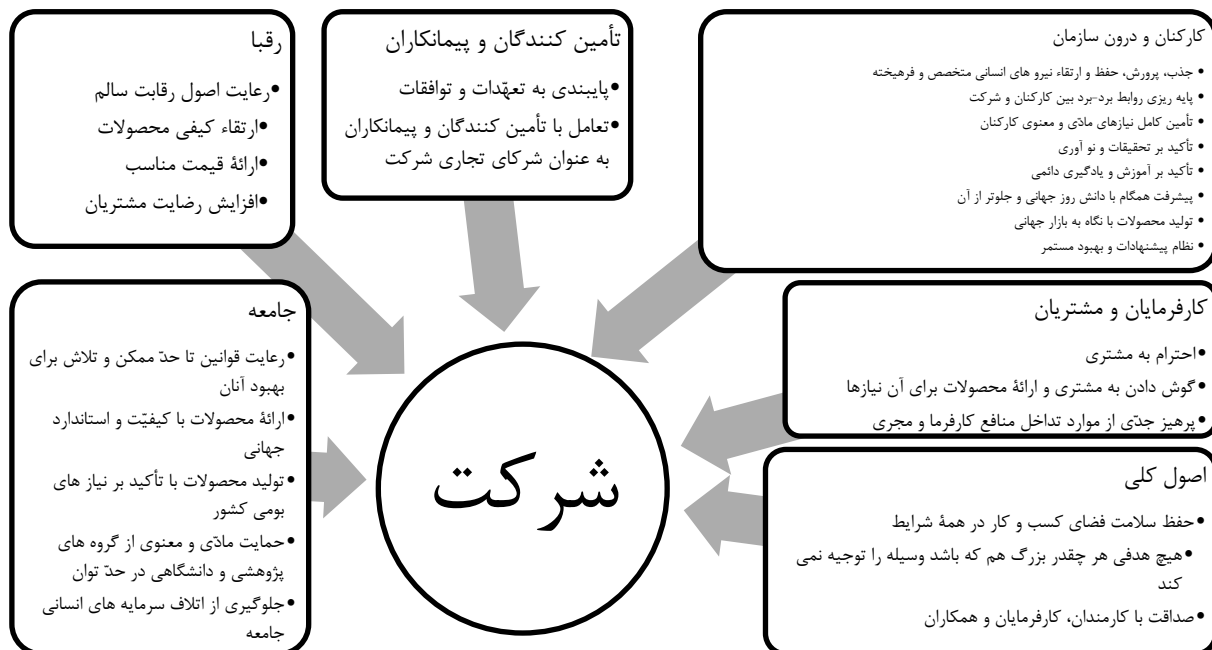 کارکنان و درون سازمان
• جذب، پرورش، حفظ و ارتقاء نیرو های انسانی متخصص و فرهیخته
• پایه ریزی روابط برد-برد بین کارکنان و شرکت
• تأمین کامل نیازهای مادّی و معنوی کارکنان
• تأکید بر تحقیقات و نو آوری
• تأکید بر آموزش و یادگیری دائمی
• پیشرفت همگام با دانش روز جهانی و جلوتر از آن
• تولید محصولات با نگاه به بازار جهانی
• نظام پیشنهادات و بهبود مستمر
تأمین کنندگان و پیمانکاران
•پایبندی به تعهّدات و توافقات
•تعامل با تأمین کنندگان و پیمانکاران
به عنوان شرکای تجاری شرکت
رقبا
•رعایت اصول رقابت سالم
•ارتقاء کیفی محصولات
•ارائۀ قیمت مناسب
•افزایش رضایت مشتریان
کارفرمایان و مشتریان
•احترام به مشتری
•گوش دادن به مشتری و ارائۀ محصولات برای آن نیازها
•پرهیز جدّی از موارد تداخل منافع کارفرما و مجری
جامعه
•رعایت قوانین تا حدّ ممکن و تلاش برای
بهبود آنان
•ارائۀ محصولات با کیفیّت و استاندارد
جهانی
•تولید محصولات با تأکید بر نیاز های
بومی کشور
•حمایت مادّی و معنوی از گروه های
پژوهشی و دانشگاهی در حدّ توان
•جلوگیری از اتلاف سرمایه های انسانی
جامعه
شرکت
اصول کلی
•حفظ سلامت فضای کسب و کار در همۀ شرایط
•هیچ هدفی هر چقدر بزرگ هم که باشد وسیله را توجیه نمی
کند
•صداقت با کارمندان، کارفرمایان و همکاران